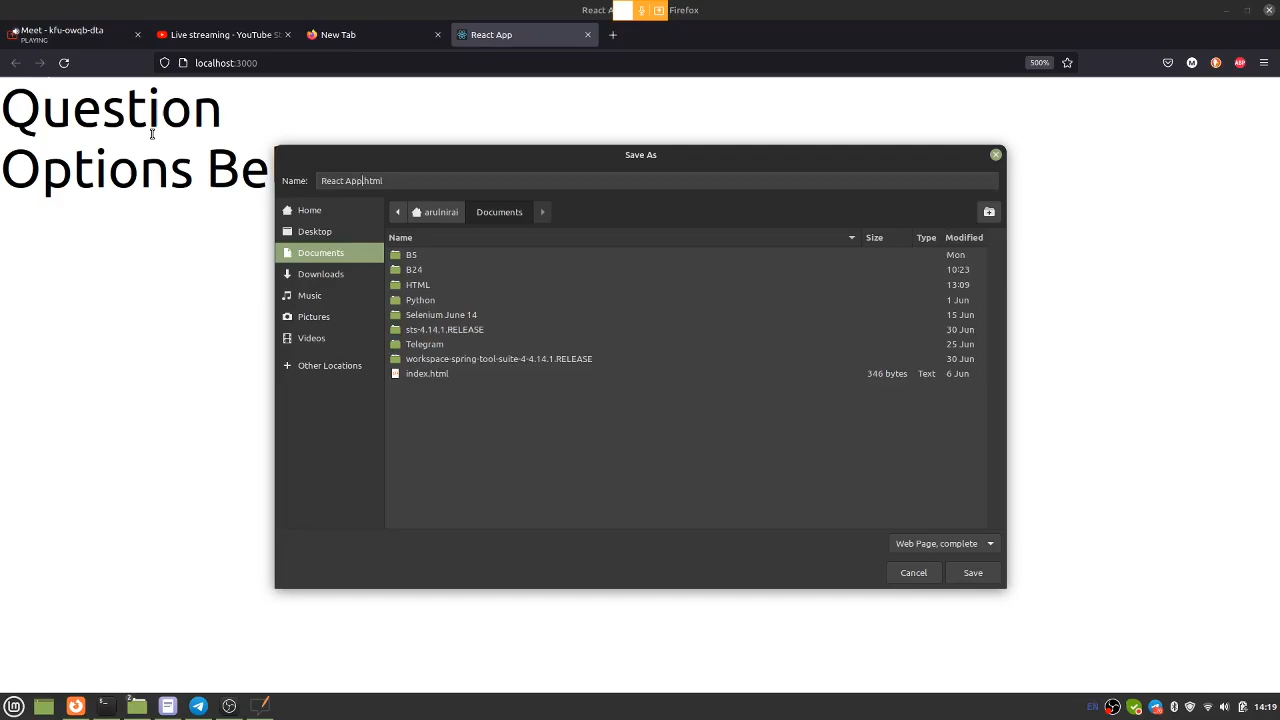 React A Firefox
Meet - kfu-owqb-dta
PLAYING
Live streaming - YouTube St
New Tab
React App
localhost:3000
500%
ABP
Question
Options Be
Save As
Name: React App.html
Home
arulnirai
Documents
Desktop
Documents
Downloads
Music
Pictures
Videos
Other Locations
Name Size Type Modified
B5 Mon
B24 10:23
HTML 13:09
Python 1 Jun
Selenium June 14 15 Jun
sts-4.14.1.RELEASE 30 Jun
Telegram 25 Jun
workspace-spring-tool-suite-4-4.14.1.RELEASE 30 Jun
index.html 346 bytes Text 6 Jun
Web Page, complete
Cancel Save
2
EN 14:19